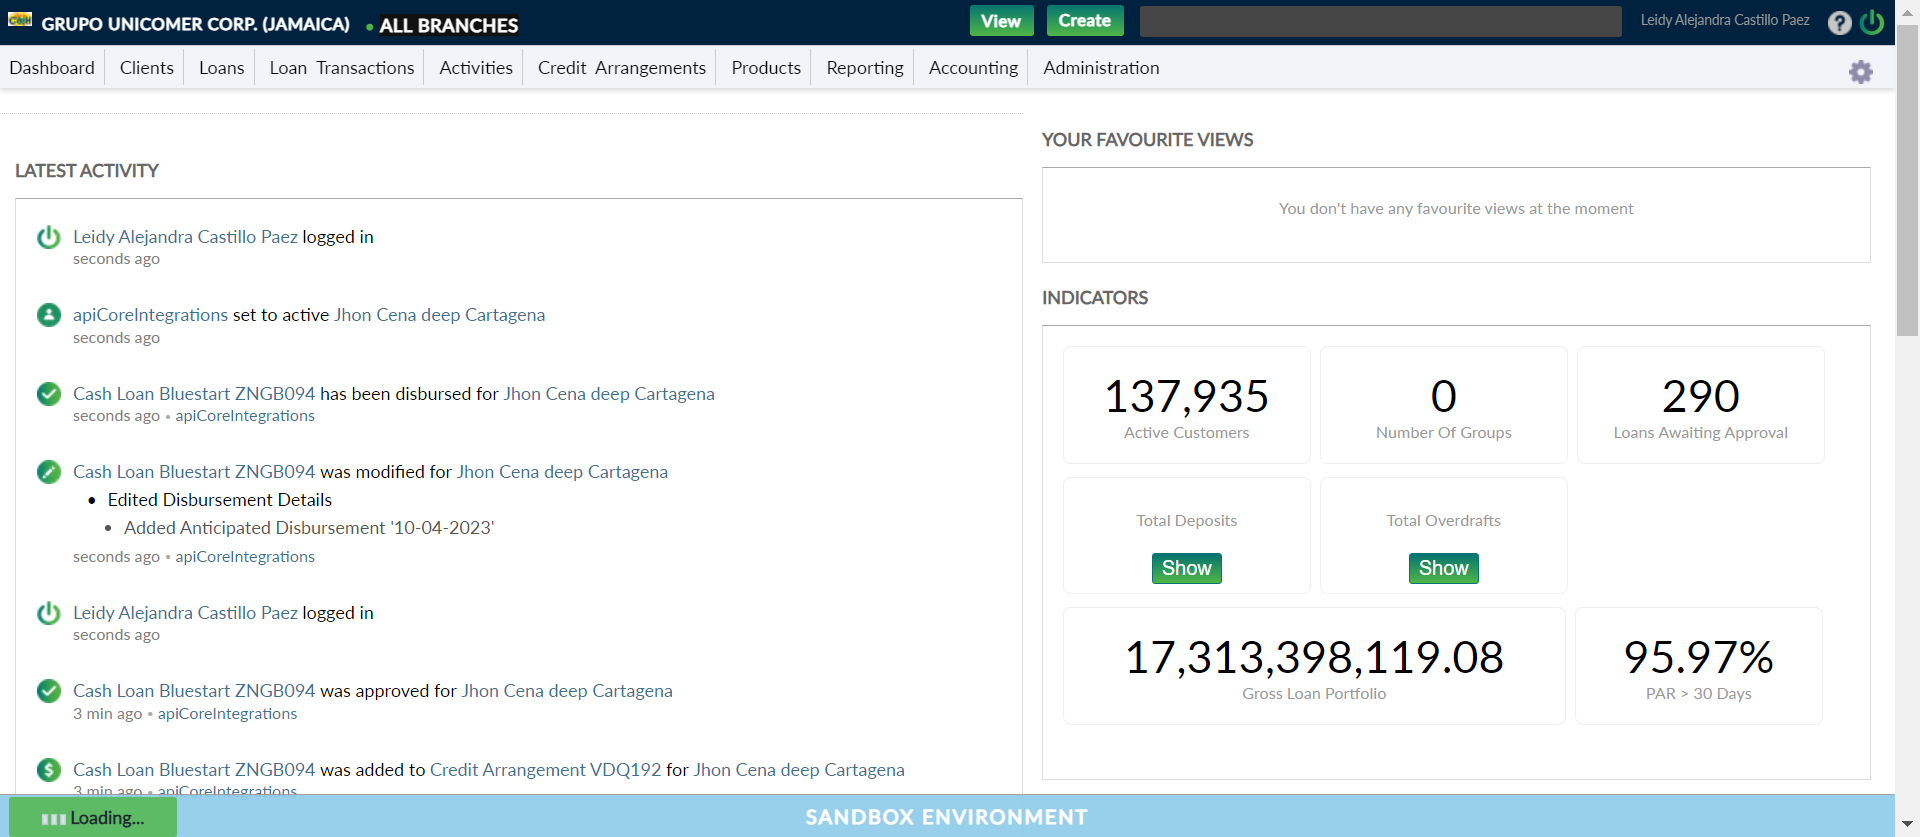 Cash GRUPO UNICOMER CORP. (JAMAICA) • ALL BRANCHES View Create Leidy Alejandra Castillo Paez ?
Dashboard Clients Loans Loan Transactions Activities Credit Arrangements Products Reporting Accounting Administration
LATEST ACTIVITY
Leidy Alejandra Castillo Paez logged in
seconds ago
apiCoreIntegrations set to active Jhon Cena deep Cartagena
seconds ago
Cash Loan Bluestart ZNGB094 has been disbursed for Jhon Cena deep Cartagena
seconds ago • apiCoreIntegrations
Cash Loan Bluestart ZNGB094 was modified for Jhon Cena deep Cartagena
• Edited Disbursement Details
• Added Anticipated Disbursement '10-04-2023'
seconds ago • apiCoreIntegrations
Leidy Alejandra Castillo Paez logged in
seconds ago
Cash Loan Bluestart ZNGB094 was approved for Jhon Cena deep Cartagena
3 min ago • apiCoreIntegrations
$ Cash Loan Bluestart ZNGB094 was added to Credit Arrangement VDQ192 for Jhon Cena deep Cartagena
3 min ago • apiCoreIntegrations
YOUR FAVOURITE VIEWS
You don't have any favourite views at the moment
INDICATORS
137,935
Active Customers
0
Number Of Groups
290
Loans Awaiting Approval
Total Deposits
Show
Total Overdrafts
Show
17,313,398,119.08
Gross Loan Portfolio
95.97%
PAR > 30 Days
Loading...
SANDBOX ENVIRONMENT